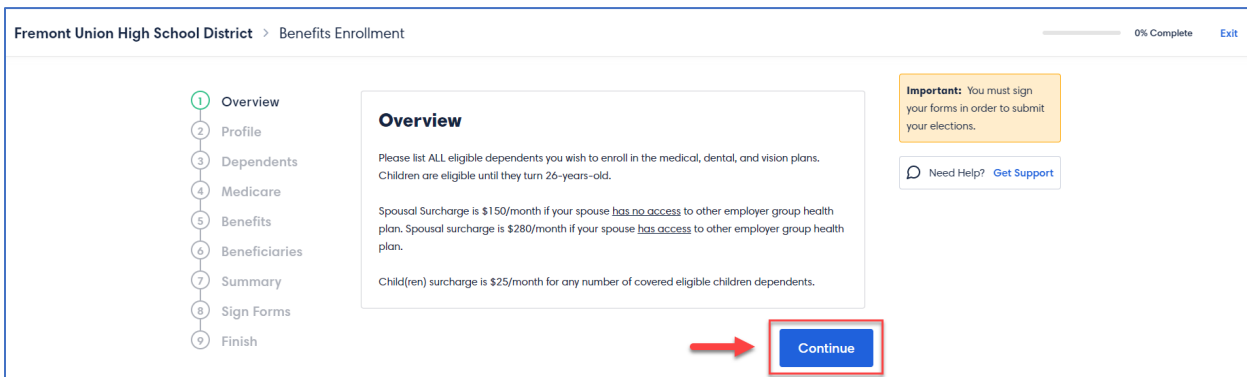 Fremont Union High School District > Benefits Enrollment
0% Complete
Exit
1 Overview
2 Profile
3 Dependents
4 Medicare
5 Benefits
6 Beneficiaries
7 Summary
8 Sign Forms
9 Finish
Overview
Please list ALL eligible dependents you wish to enroll in the medical, dental, and vision plans.
Children are eligible until they turn 26-years-old.
Spousal Surcharge is $150/month if your spouse has no access to other employer group health
plan. Spousal surcharge is $280/month if your spouse has access to other employer group health
plan.
Child(ren) surcharge is $25/month for any number of covered eligible children dependents.
Continue
Important: You must sign
your forms in order to submit
your elections.
Need Help? Get Support